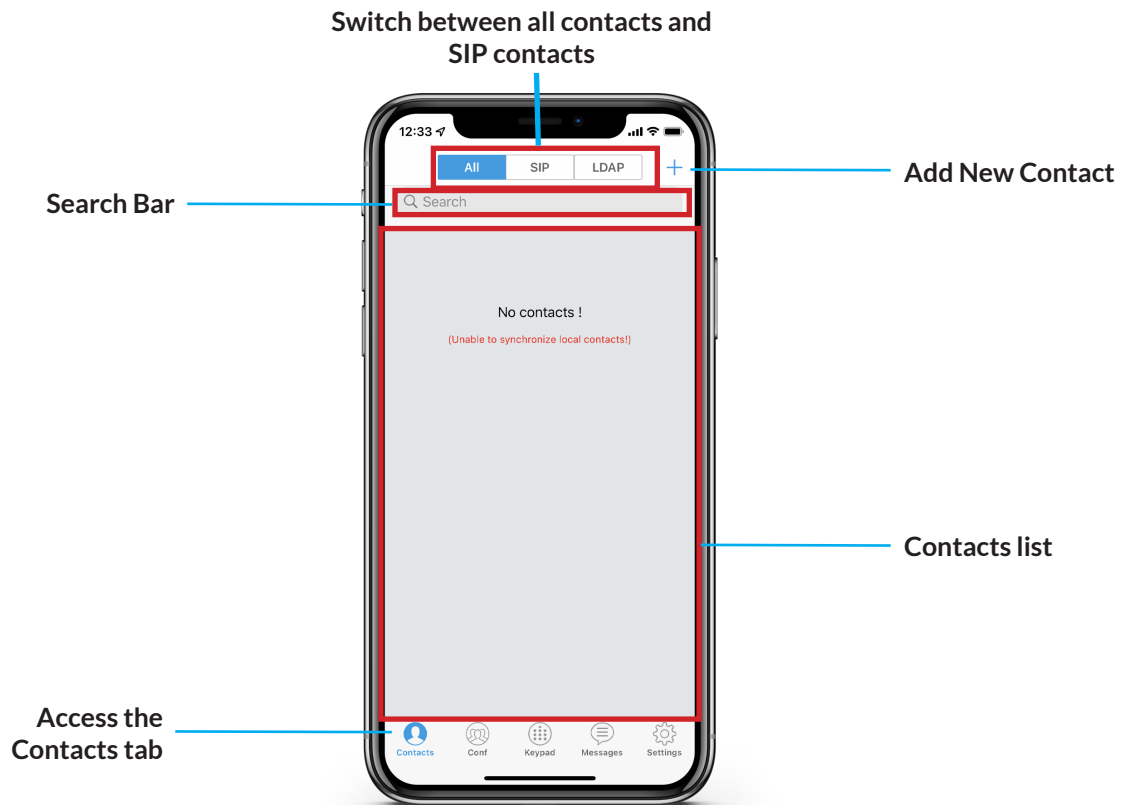 Switch between all contacts and
SIP contacts
12:33
All SIP LDAP
Add New Contact
Search Bar
Search
No contacts !
(Unable to synchronize local contacts!)
Contacts list
Access the
Contacts tab
Contacts Conf Keypad Messages Settings